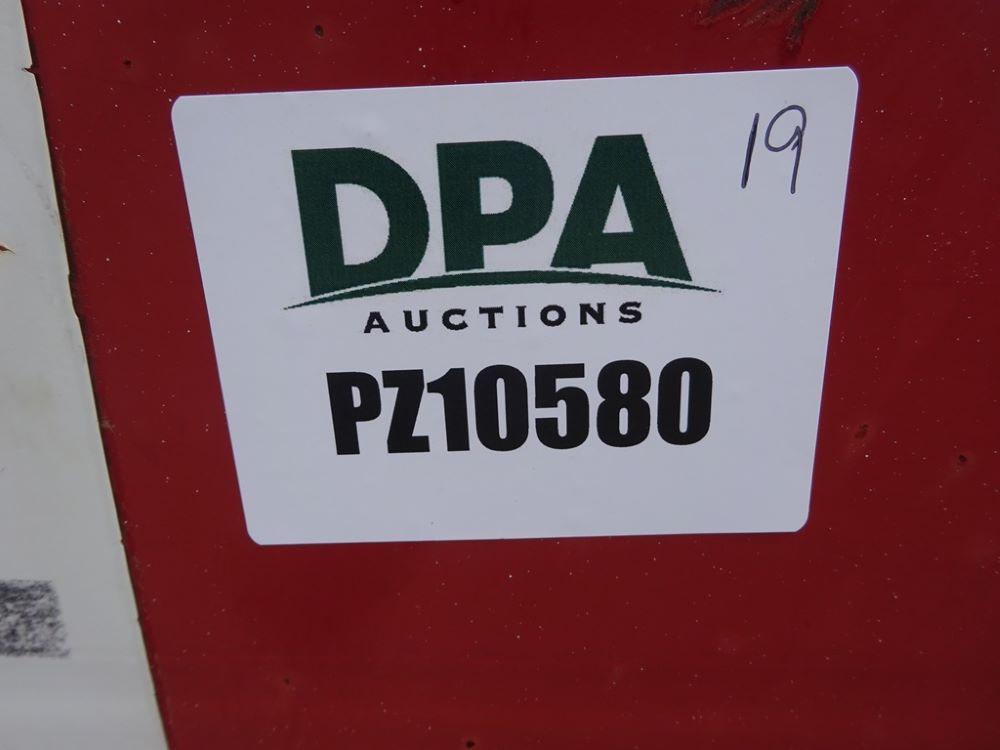 19
DPA
AUCTIONS
PZ10580